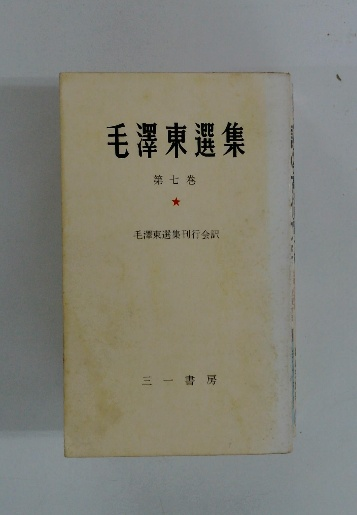 毛澤東選集
第七巻
★
毛澤東選集刊行会訳
三一書房